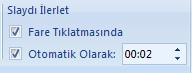 Slaydı İlerlet
Fare Tıklatmasında
Otomatik Olarak: 00:02